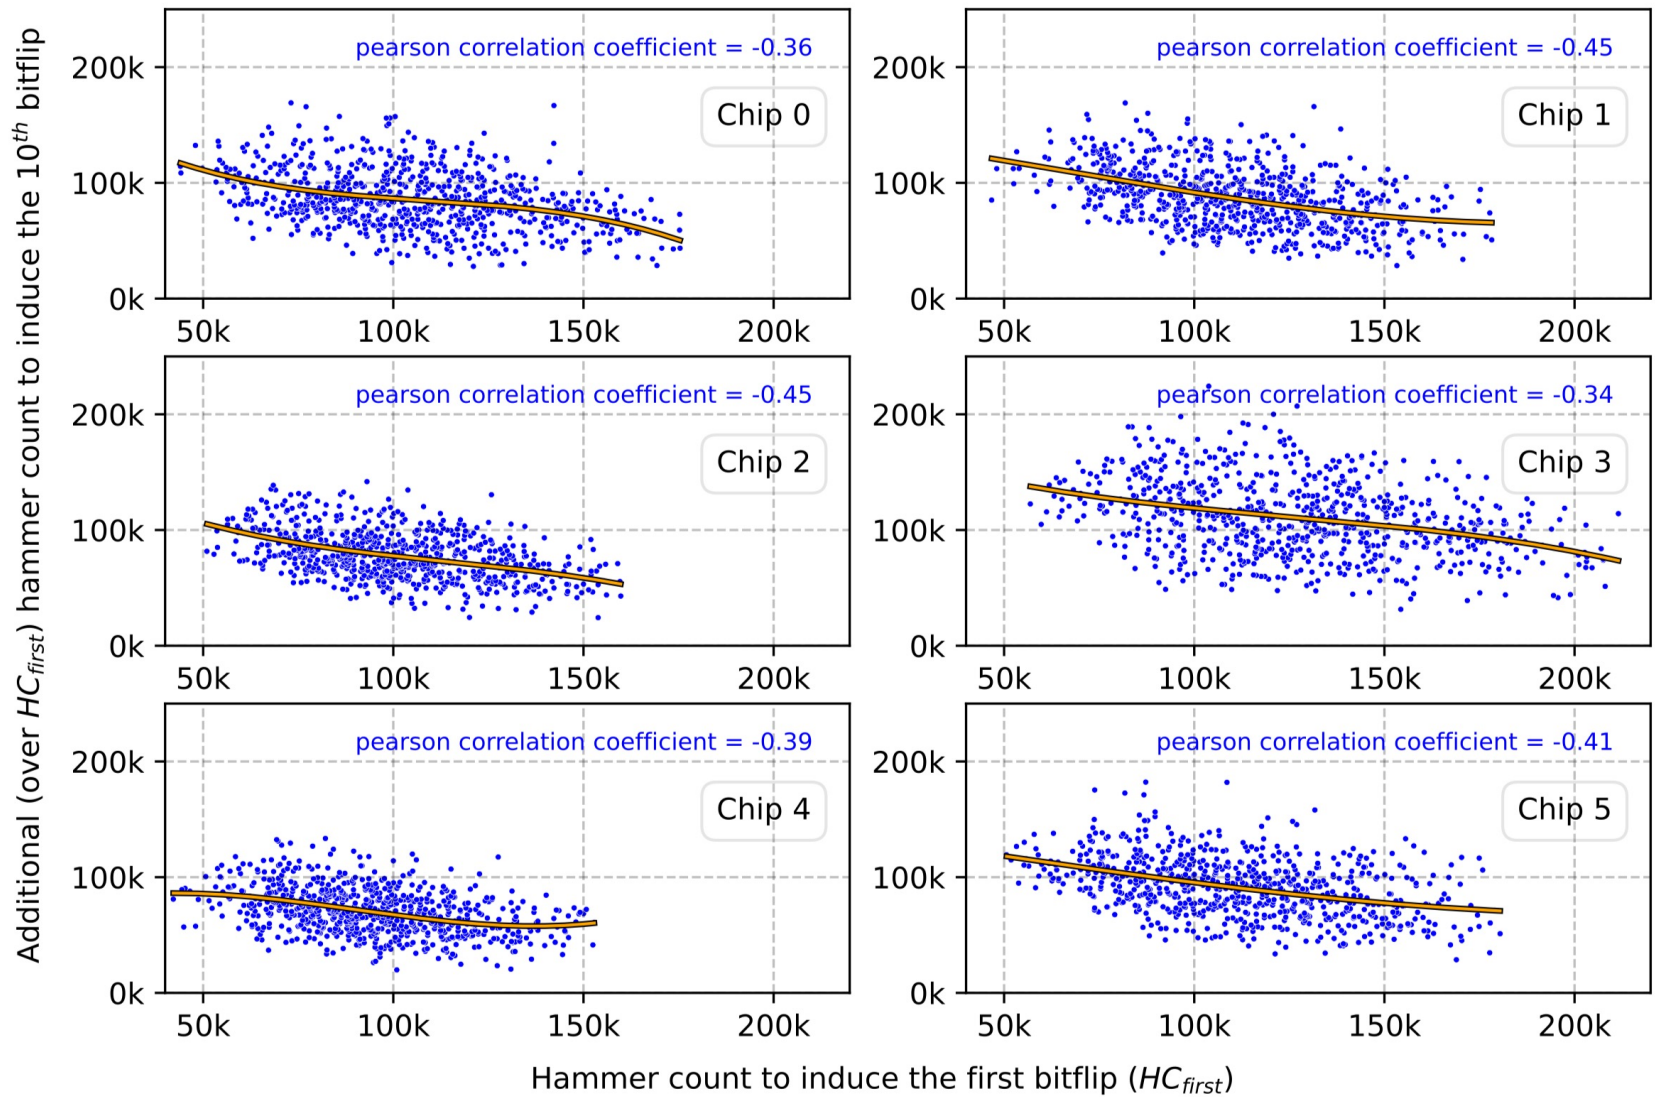 Additional (over HC_first) hammer count to induce the 10^th bitflip
pearson correlation coefficient = -0.36
Chip 0
200k
100k
0k
50k 100k 150k 200k
pearson correlation coefficient = -0.45
Chip 1
200k
100k
0k
50k 100k 150k 200k
pearson correlation coefficient = -0.45
Chip 2
200k
100k
0k
50k 100k 150k 200k
pearson correlation coefficient = -0.34
Chip 3
200k
100k
0k
50k 100k 150k 200k
pearson correlation coefficient = -0.39
Chip 4
200k
100k
0k
50k 100k 150k 200k
pearson correlation coefficient = -0.41
Chip 5
200k
100k
0k
50k 100k 150k 200k
Hammer count to induce the first bitflip (HC_first)